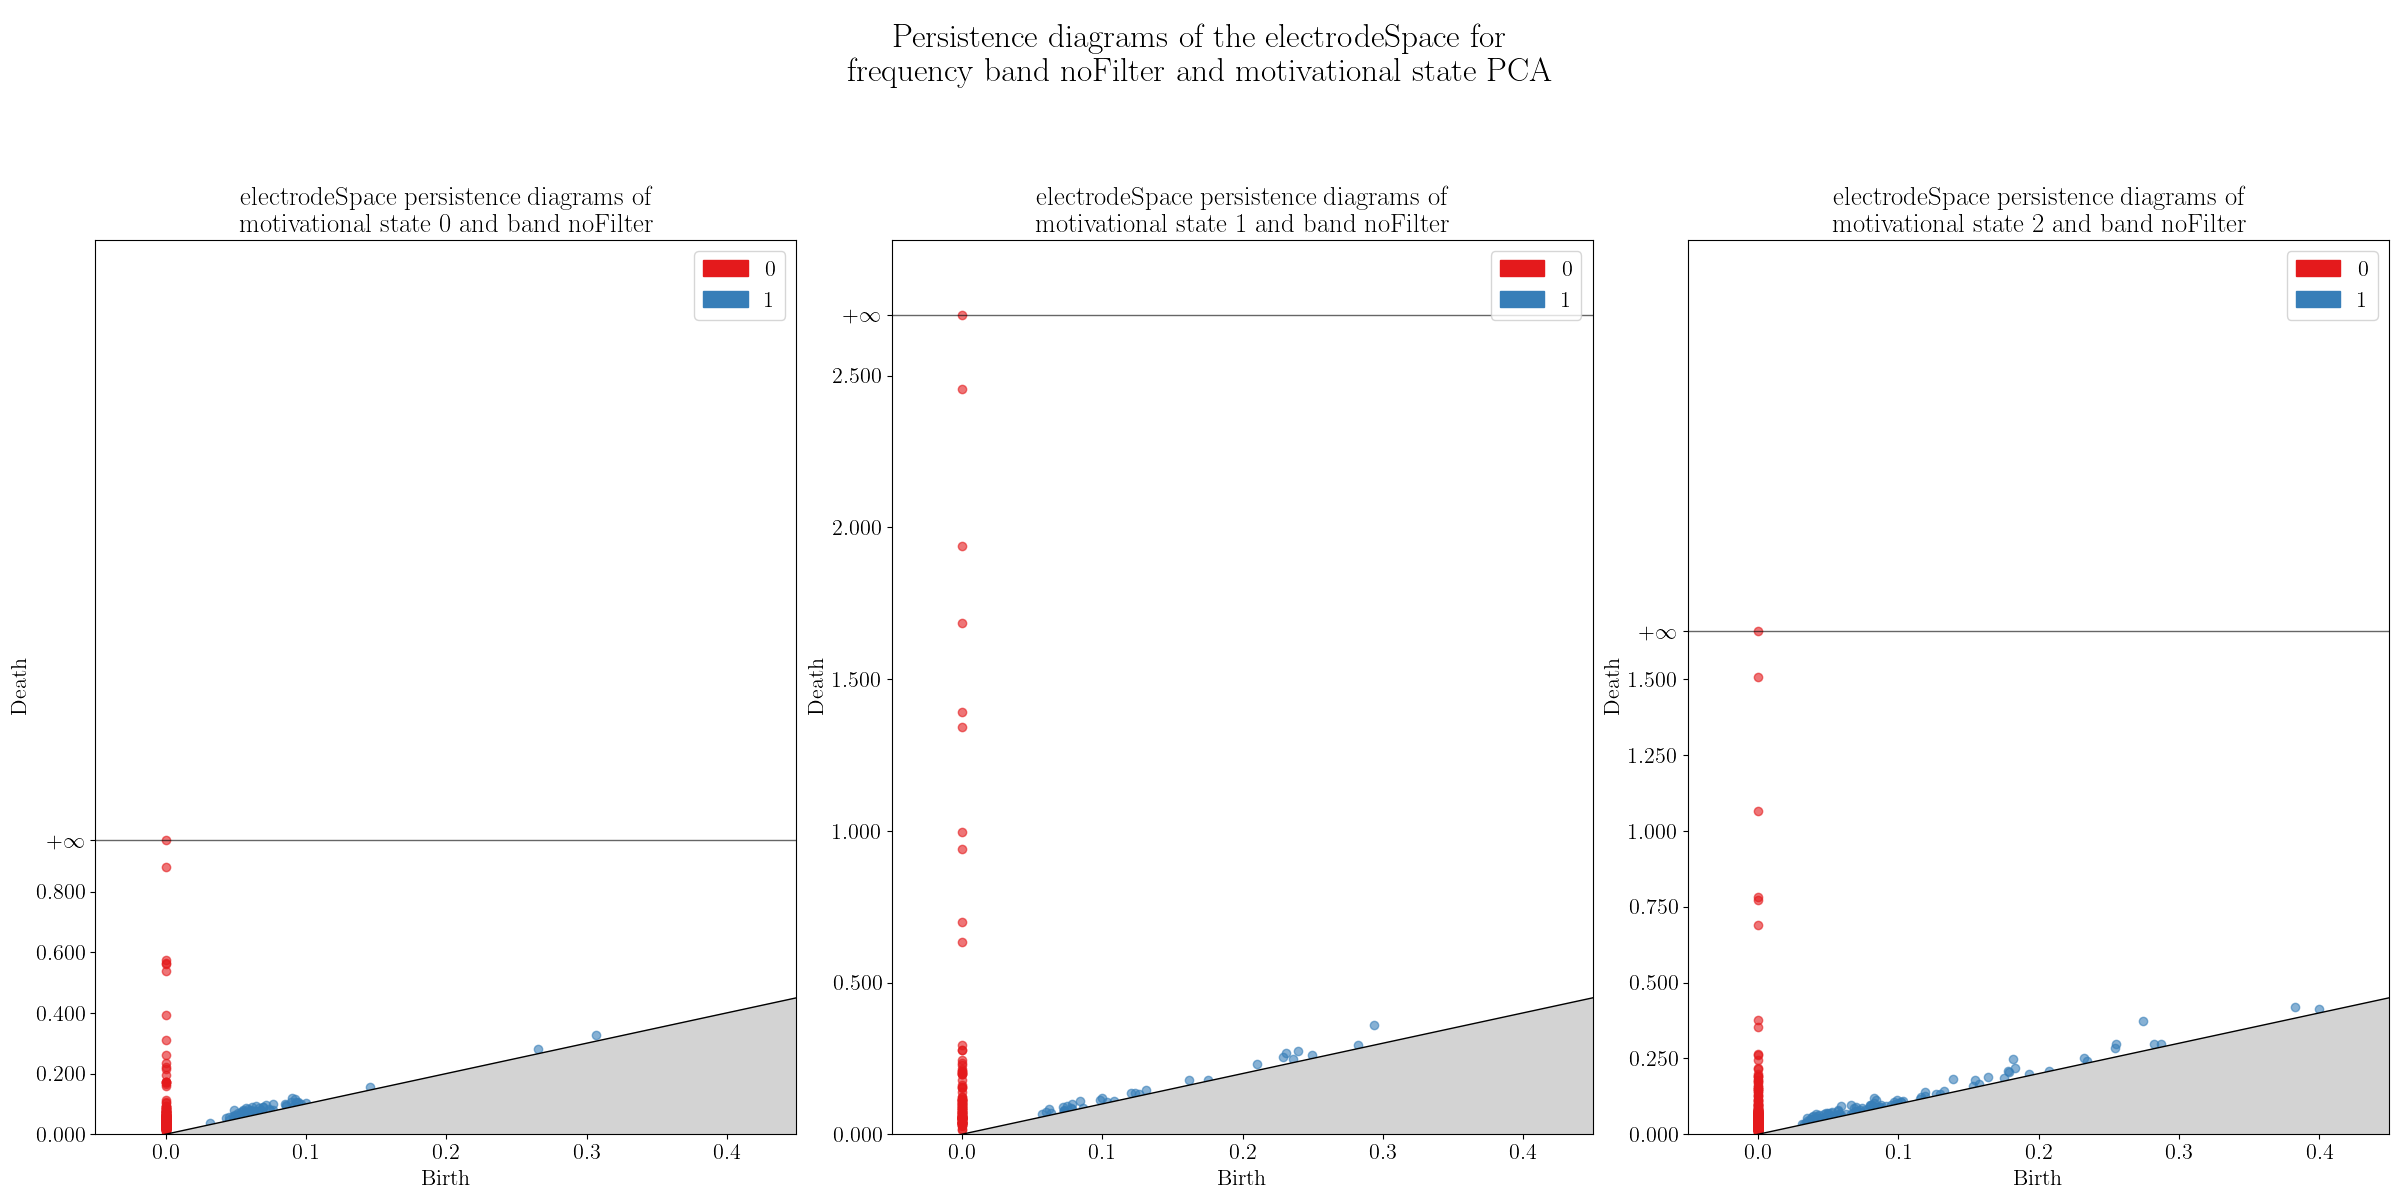 Persistence diagrams of the electrodeSpace for
frequency band noFilter and motivational state PCA
electrodeSpace persistence diagrams of
motivational state 0 and band noFilter
0
1
+∞
0.800
0.600
0.400
0.200
0.000
Death
0.0 0.1 0.2 0.3 0.4
Birth
electrodeSpace persistence diagrams of
motivational state 1 and band noFilter
0
1
+∞
2.500
2.000
1.500
1.000
0.500
0.000
Death
0.0 0.1 0.2 0.3 0.4
Birth
electrodeSpace persistence diagrams of
motivational state 2 and band noFilter
0
1
+∞
1.500
1.250
1.000
0.750
0.500
0.250
0.000
Death
0.0 0.1 0.2 0.3 0.4
Birth